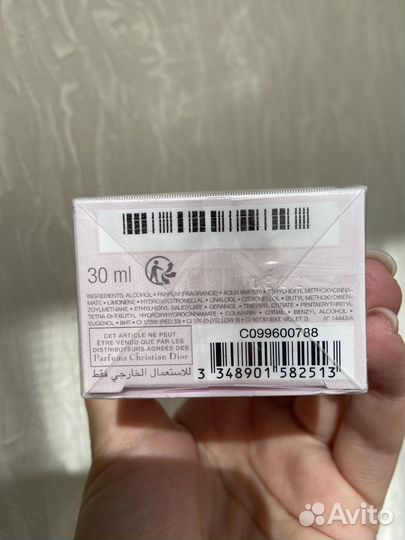 30 ml
INGREDIENTS: ALCOHOL • PARFUM (FRAGRANCE) • AQUA (WATER) • ETHYLHEXYL METHOXYCINNA-
MATE • LIMONENE • HYDROXYCITRONELLAL • LINALOOL • CITRONELLOL • BUTYL METHOXYDIBEN-
ZOYLMETHANE • ETHYLHEXYL SALICYLATE • GERANIOL • TRIETHYL CITRATE • PENTAERYTHRITYL
TETRA-DI-T-BUTYL HYDROXYHYDROCINNAMATE • COUMARIN • CITRAL • BENZYL ALCOHOL •
EUGENOL • BHT • CI 17200 (RED 33) • CI 19140 (YELLOW 5) • CI 60730 (EXT. VIOLET 2).
CET ARTICLE NE PEUT
ÊTRE VENDU QUE PAR LES
DISTRIBUTEURS AGRÉÉS DE
Parfums Christian Dior
للاستعمال الخارجي فقط
C099600788
3 348901 582513
Avito